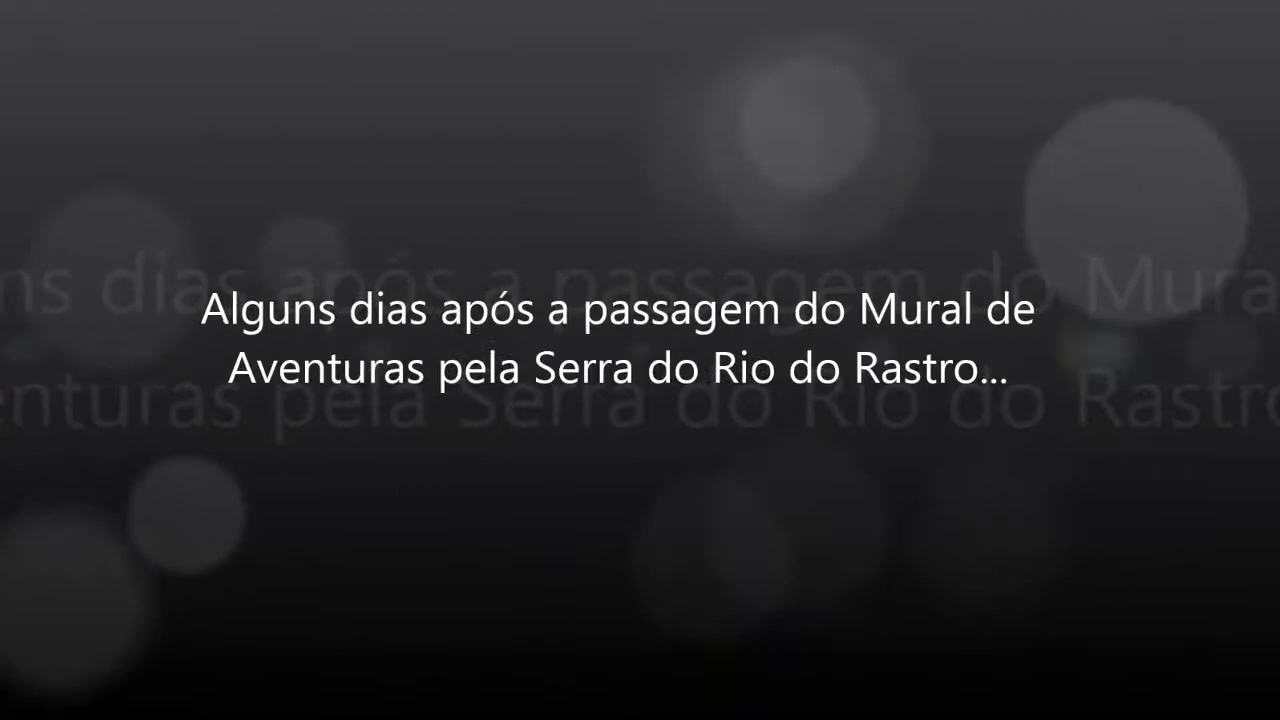 Alguns dias após a passagem do Mural de
Aventuras pela Serra do Rio do Rastro...